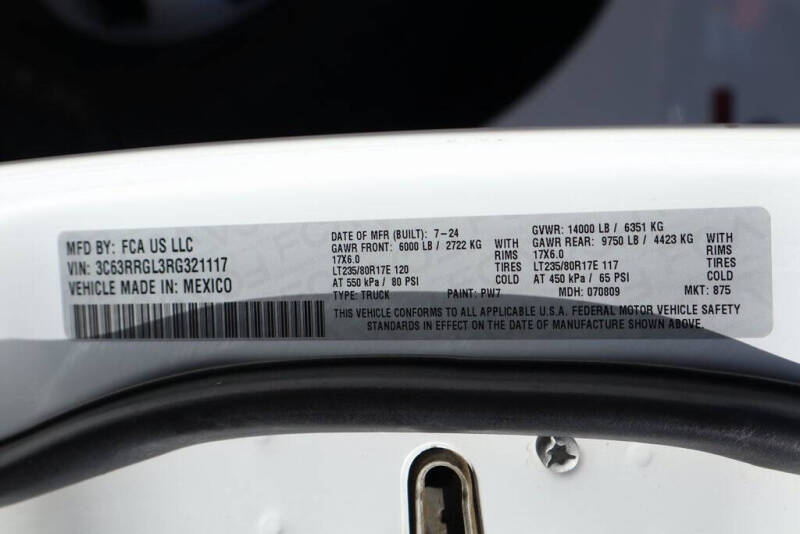 MFD BY: FCA US LLC
VIN: 3C63RRGL3RG321117
VEHICLE MADE IN: MEXICO
DATE OF MFR (BUILT): 7-24
GAWR FRONT: 6000 LB / 2722 KG WITH
17X6.0 RIMS
LT235/80R17E 120 TIRES
AT 550 kPa / 80 PSI COLD
TYPE: TRUCK PAINT: PW7
GVWR: 14000 LB / 6351 KG
GAWR REAR: 9750 LB / 4423 KG WITH
17X6.0 RIMS
LT235/80R17E 117 TIRES
AT 450 kPa / 65 PSI COLD
MDH: 070809 MKT: 875
THIS VEHICLE CONFORMS TO ALL APPLICABLE U.S.A. FEDERAL MOTOR VEHICLE SAFETY
STANDARDS IN EFFECT ON THE DATE OF MANUFACTURE SHOWN ABOVE.